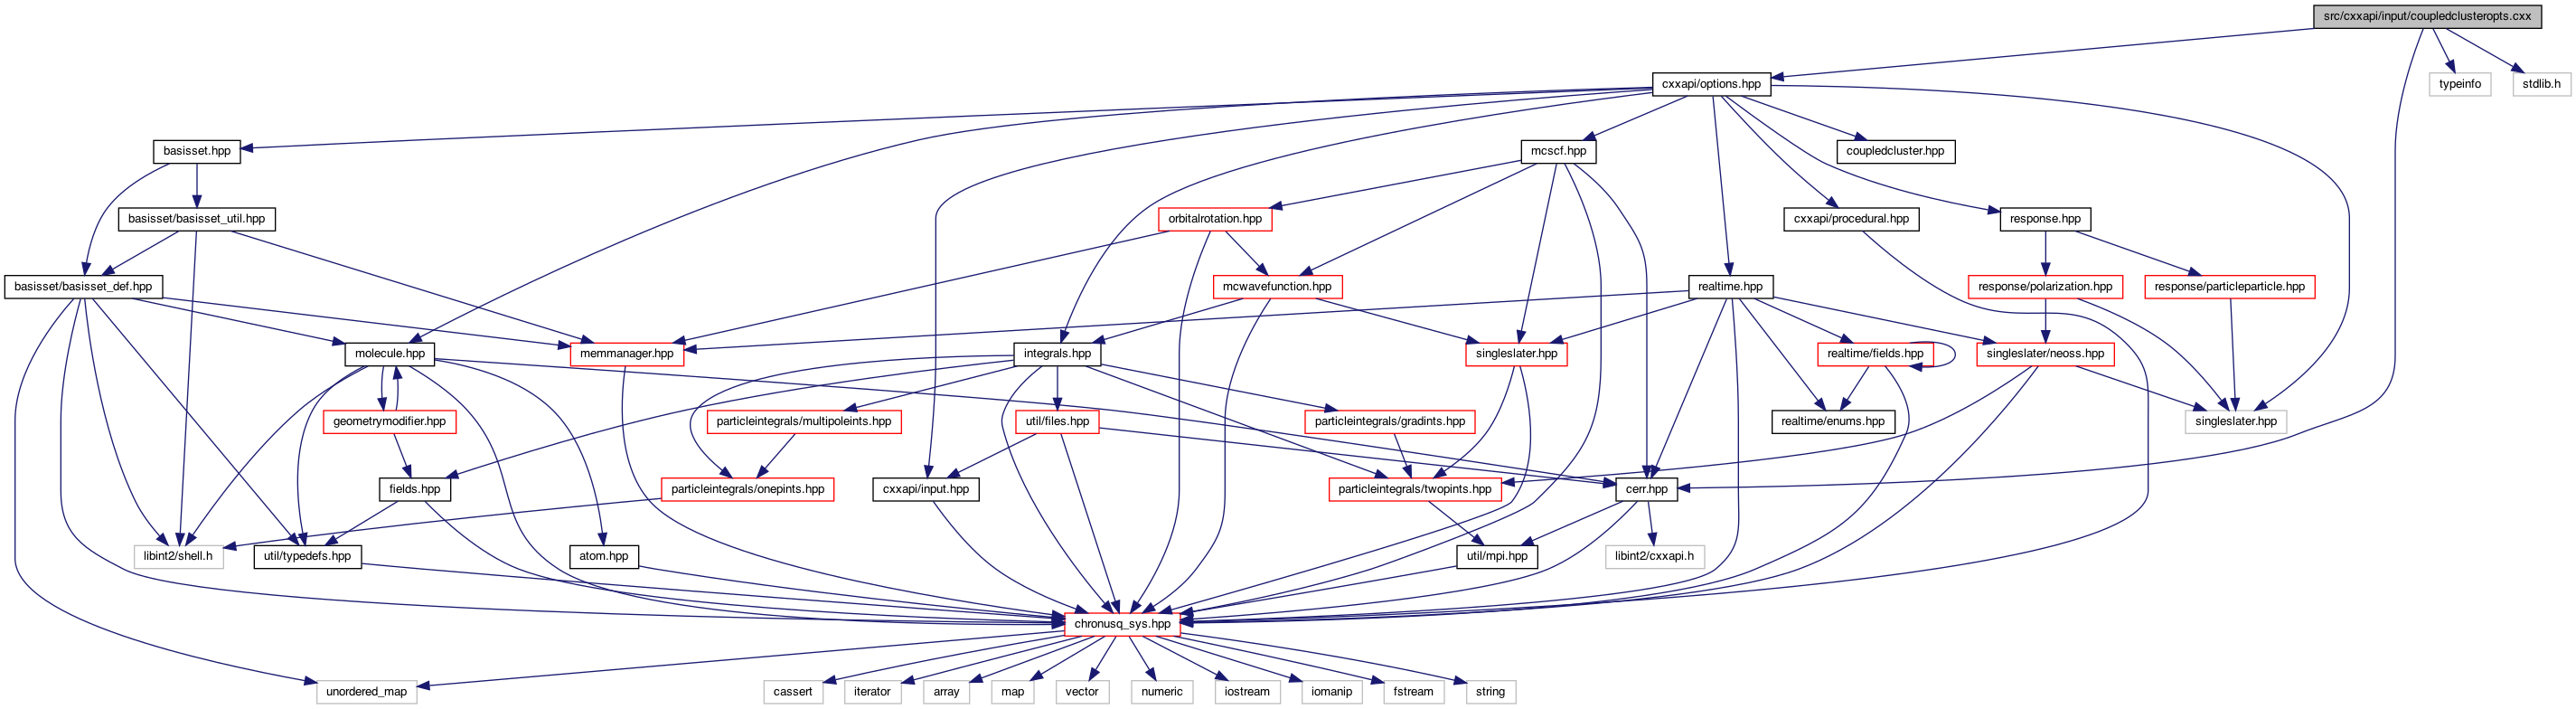 src/cxxapi/input/coupledclusteropts.cxx
cxxapi/options.hpp
typeinfo
stdlib.h
basisset.hpp
mcscf.hpp
coupledcluster.hpp
basisset/basisset_util.hpp
orbitalrotation.hpp
cxxapi/procedural.hpp
response.hpp
basisset/basisset_def.hpp
mcwavefunction.hpp
realtime.hpp
response/polarization.hpp
response/particleparticle.hpp
molecule.hpp
memmanager.hpp
integrals.hpp
singleslater.hpp
realtime/fields.hpp
singleslater/neoss.hpp
geometrymodifier.hpp
particleintegrals/multipoleints.hpp
util/files.hpp
particleintegrals/gradints.hpp
realtime/enums.hpp
singleslater.hpp
fields.hpp
particleintegrals/onepints.hpp
cxxapi/input.hpp
particleintegrals/twopints.hpp
cerr.hpp
libint2/shell.h
util/typedefs.hpp
atom.hpp
util/mpi.hpp
libint2/cxxapi.h
chronusq_sys.hpp
unordered_map
cassert
iterator
array
map
vector
numeric
iostream
iomanip
fstream
string